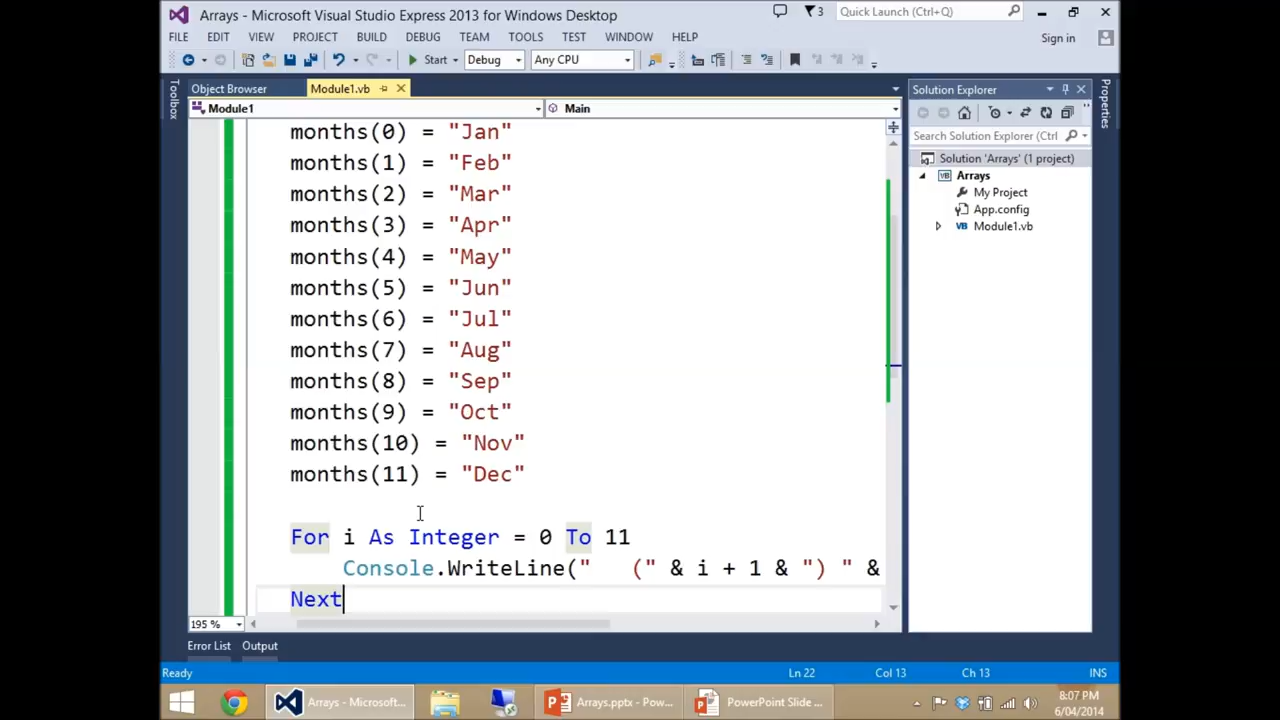 Arrays - Microsoft Visual Studio Express 2013 for Windows Desktop
3
Quick Launch (Ctrl+Q)
FILE EDIT VIEW PROJECT BUILD DEBUG TEAM TOOLS TEST WINDOW HELP
Sign in
Start Debug Any CPU
Toolbox
Object Browser Module1.vb
Module1 Main
months(0) = "Jan"
months(1) = "Feb"
months(2) = "Mar"
months(3) = "Apr"
months(4) = "May"
months(5) = "Jun"
months(6) = "Jul"
months(7) = "Aug"
months(8) = "Sep"
months(9) = "Oct"
months(10) = "Nov"
months(11) = "Dec"
For i As Integer = 0 To 11
Console.WriteLine("   (" & i + 1 & ") " &
Next
195 %
Solution Explorer
Search Solution Explorer (Ctrl
Solution 'Arrays' (1 project)
VB Arrays
My Project
App.config
VB Module1.vb
Properties
Error List Output
Ready Ln 22 Col 13 Ch 13 INS
Arrays - Microsoft... Arrays.pptx - Pow... PowerPoint Slide ...
8:07 PM
6/04/2014